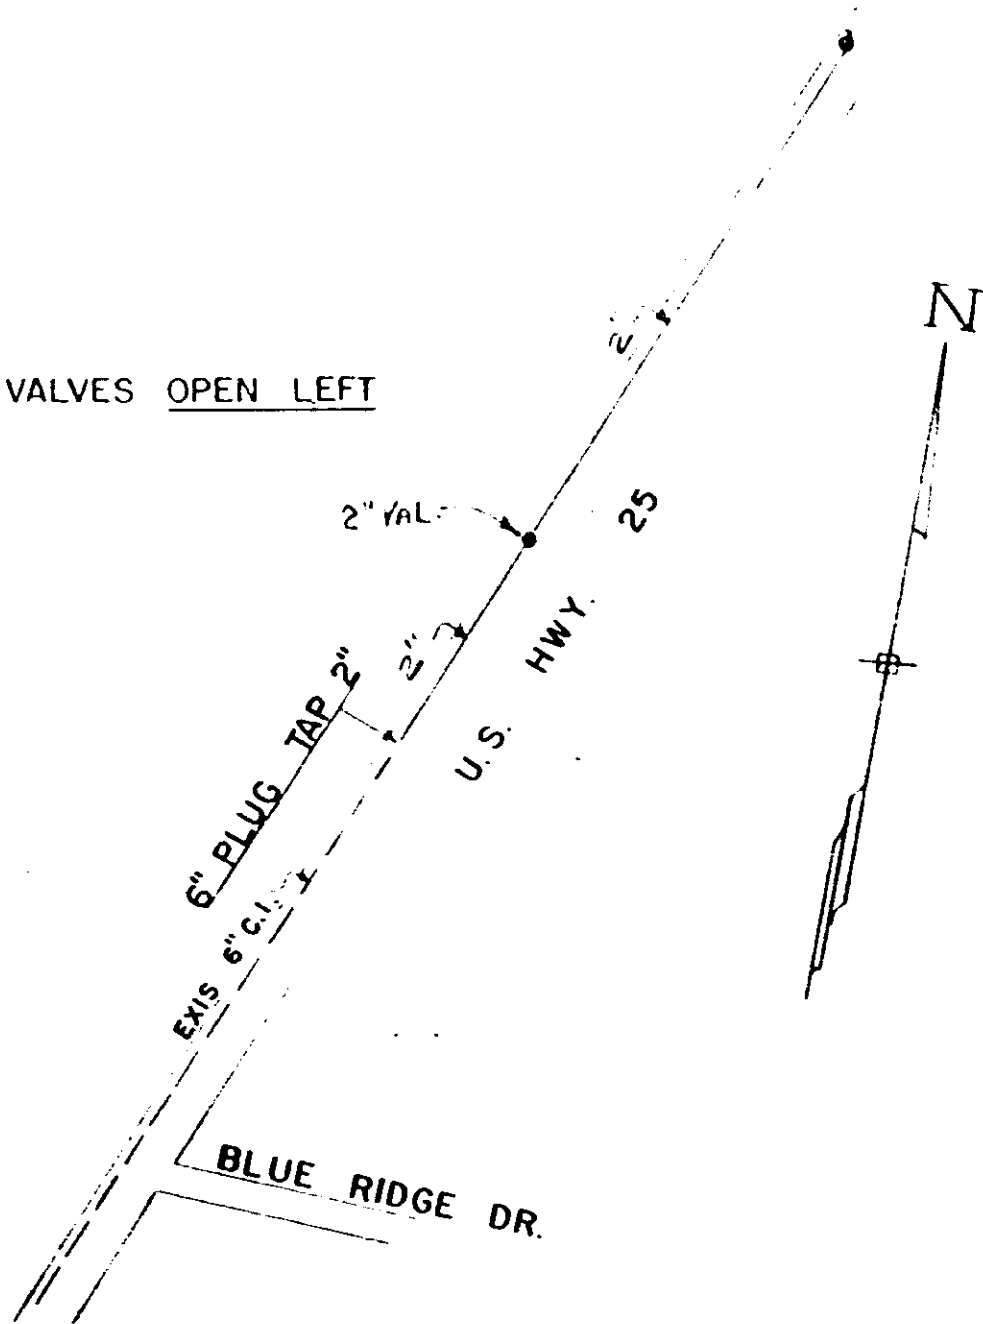 N
2"
VALVES OPEN LEFT
2" VAL.
25
HWY.
U.S.
2"
6" PLUG TAP 2"
EXIS 6" C.I.
BLUE RIDGE DR.